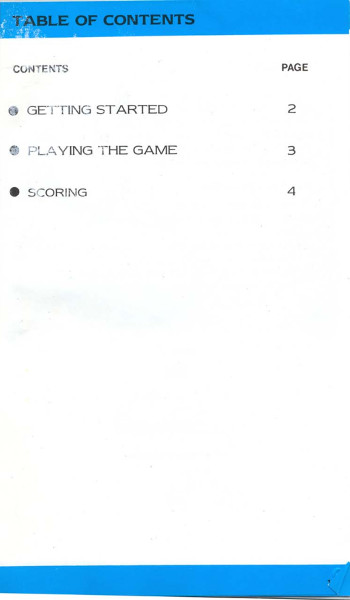 TABLE OF CONTENTS
CONTENTS PAGE
GETTING STARTED 2
PLAYING THE GAME 3
SCORING 4